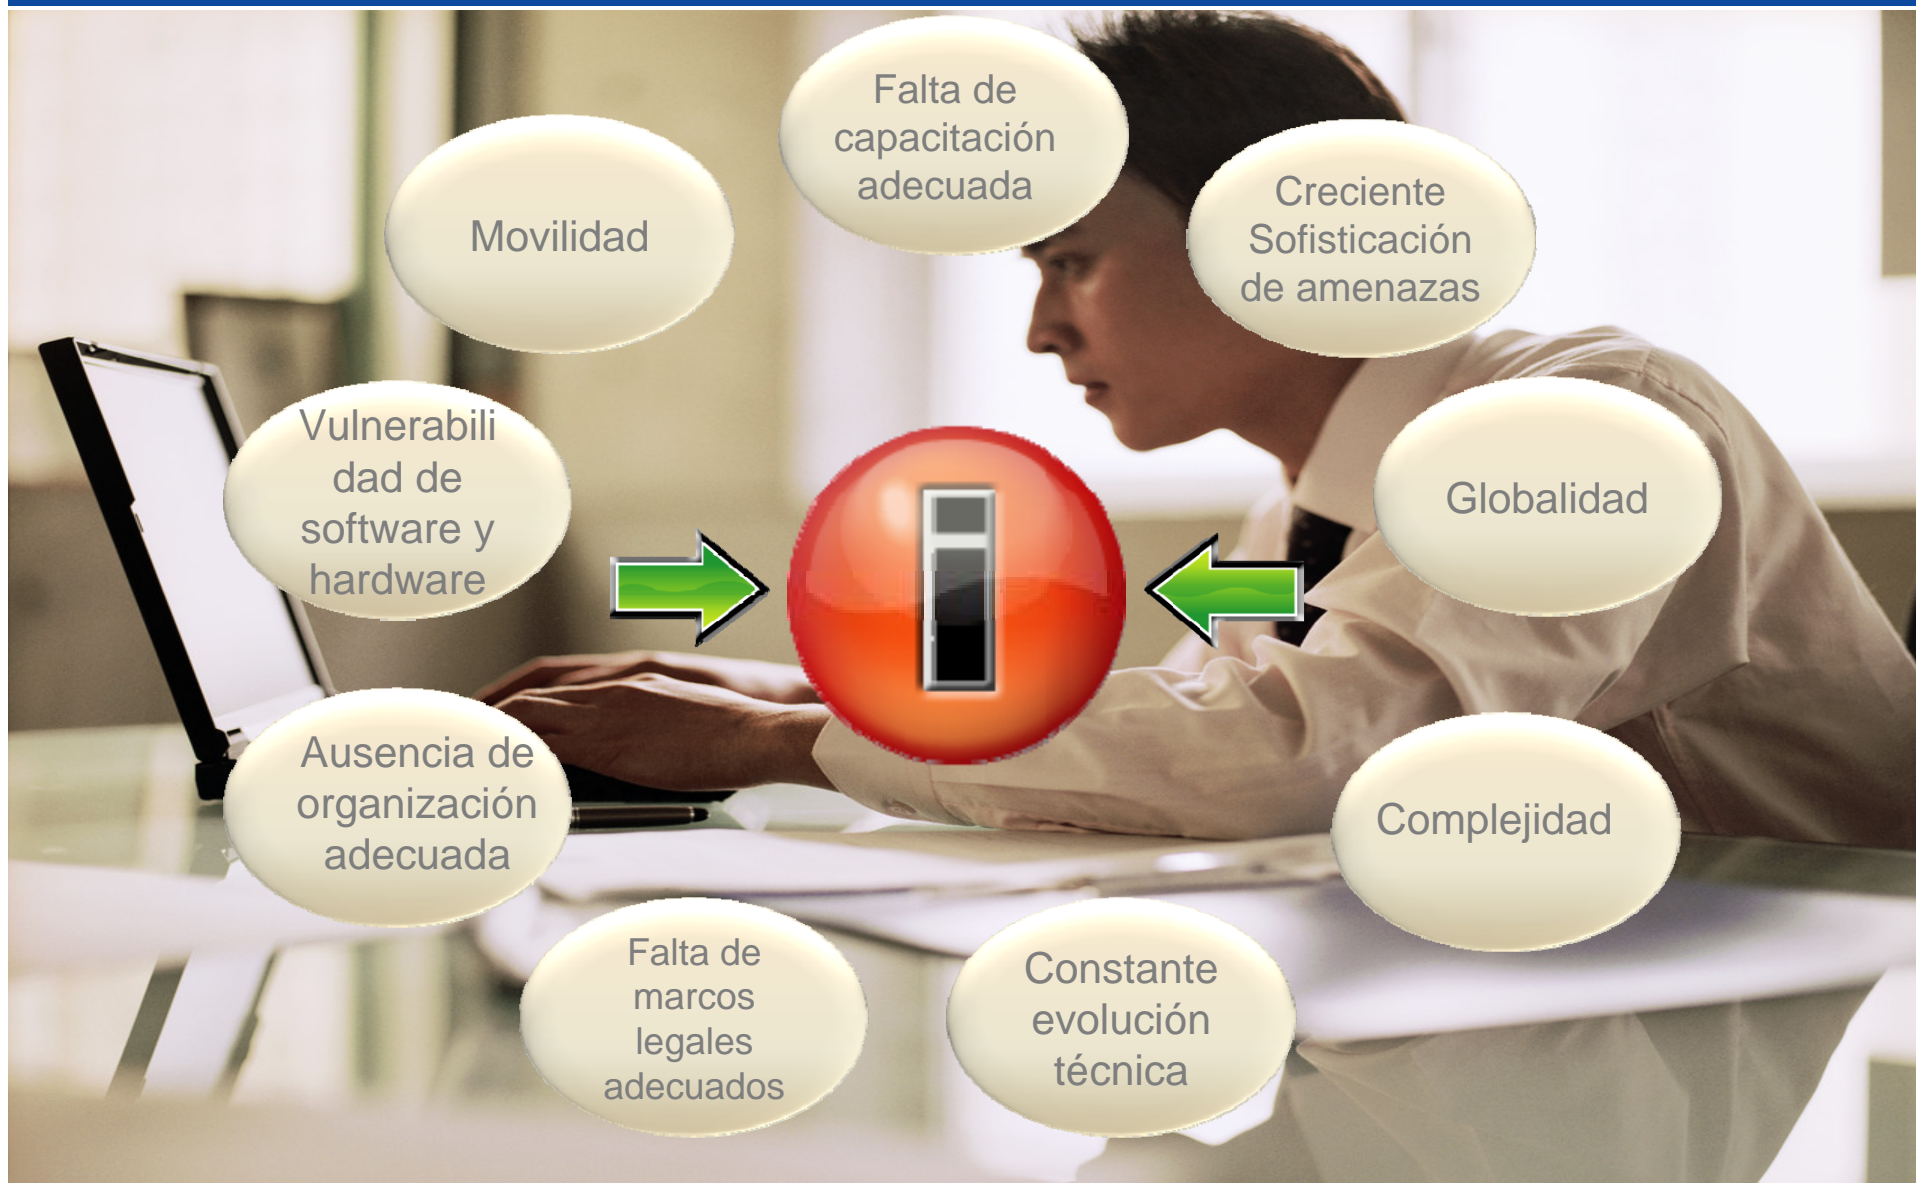 Falta de
capacitación
adecuada
Movilidad
Creciente
Sofisticación
de amenazas
Vulnerabili
dad de
software y
hardware
Globalidad
Ausencia de
organización
adecuada
Complejidad
Falta de
marcos
legales
adecuados
Constante
evolución
técnica